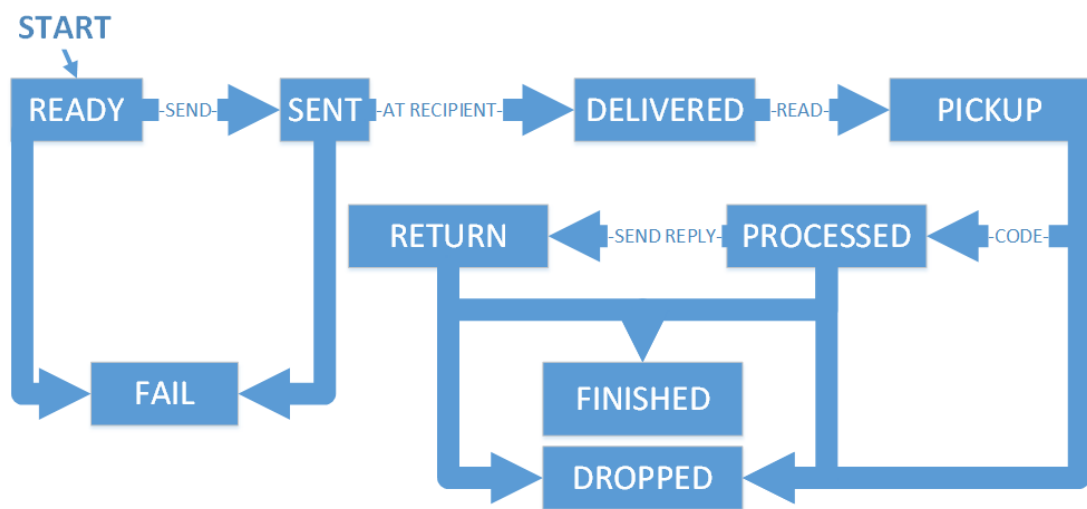 START
READY -SEND- SENT -AT RECIPIENT- DELIVERED -READ- PICKUP
RETURN -SEND REPLY- PROCESSED -CODE-
FAIL
FINISHED
DROPPED